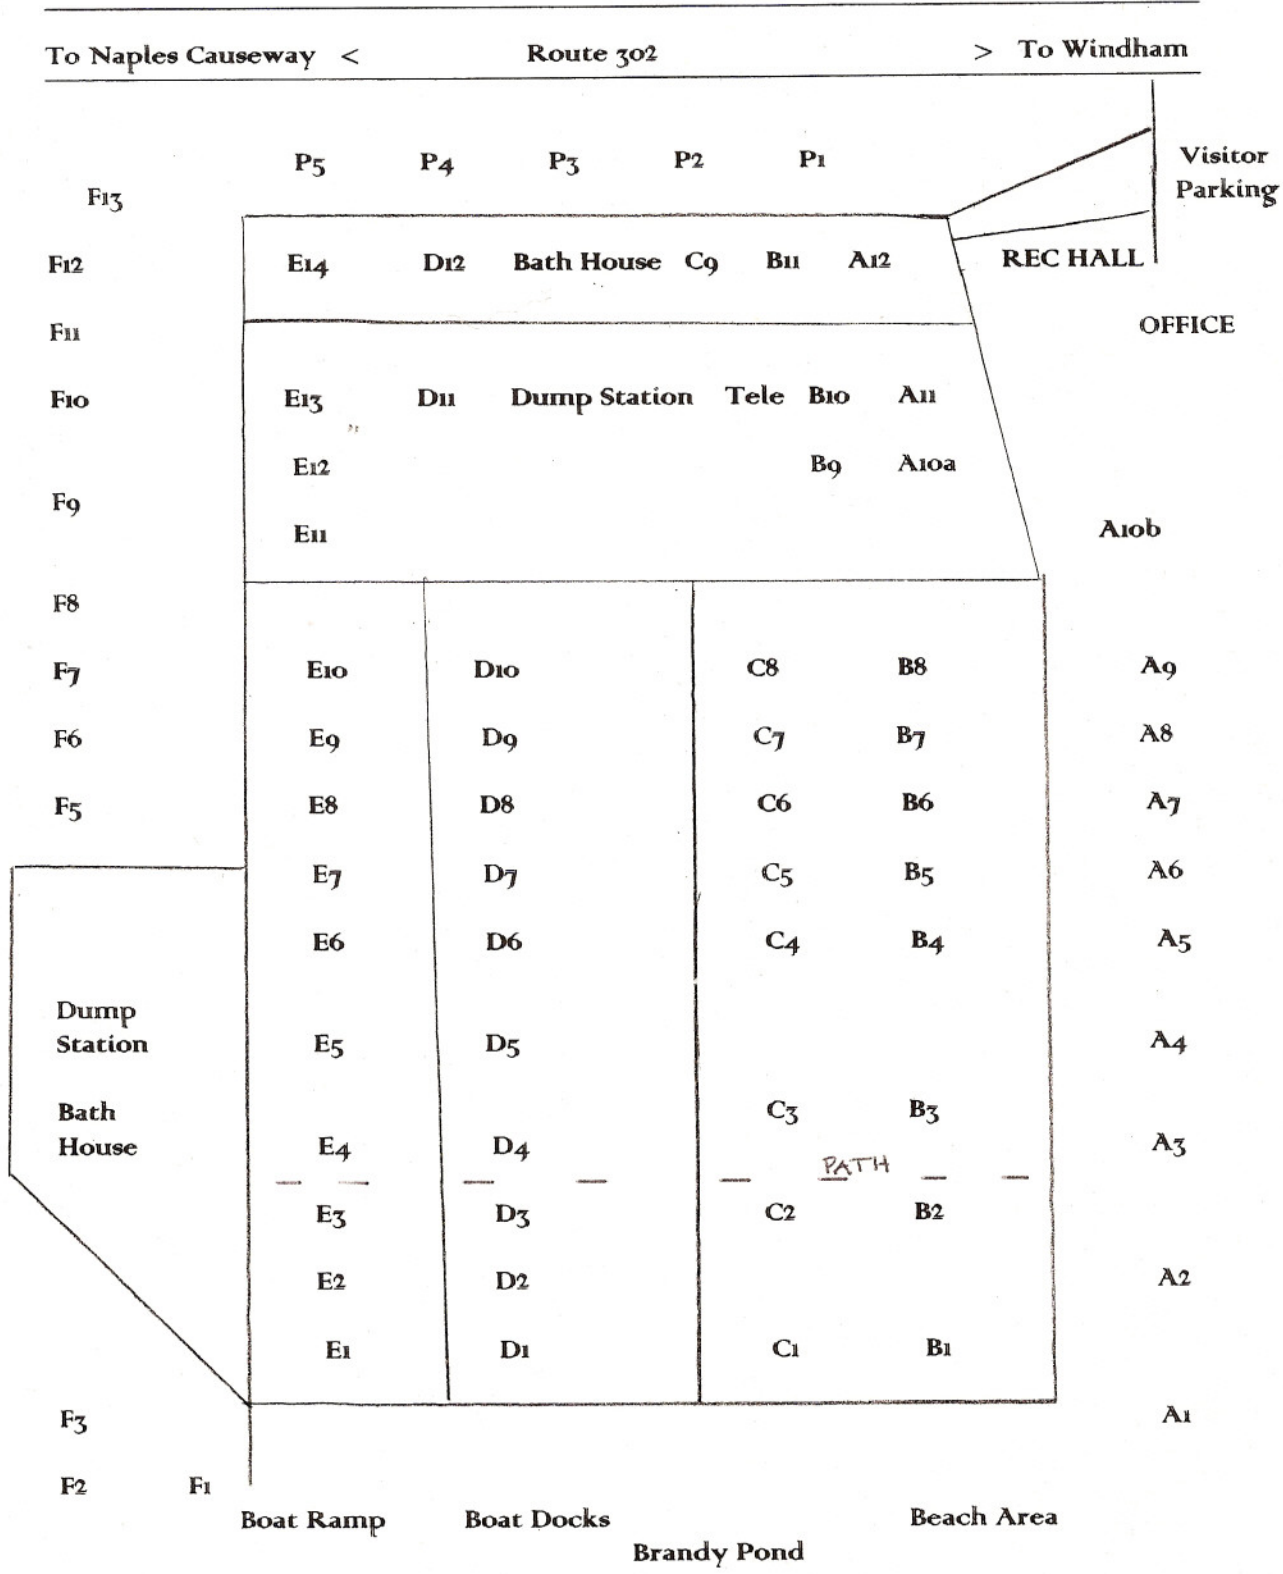 To Naples Causeway < Route 302 > To Windham
P5 P4 P3 P2 P1
Visitor
Parking
F13
F12 E14 D12 Bath House C9 B11 A12 REC HALL
F11 OFFICE
F10 E13 D11 Dump Station Tele B10 A11
E12 B9 A10a
F9
E11 A10b
F8
F7 E10 D10 C8 B8 A9
F6 E9 D9 C7 B7 A8
F5 E8 D8 C6 B6 A7
E7 D7 C5 B5 A6
E6 D6 C4 B4 A5
Dump
Station E5 D5 A4
Bath C3 B3
House E4 D4 A3
PATH
E3 D3 C2 B2
E2 D2 A2
E1 D1 C1 B1
F3 A1
F2 F1
Boat Ramp Boat Docks Beach Area
Brandy Pond